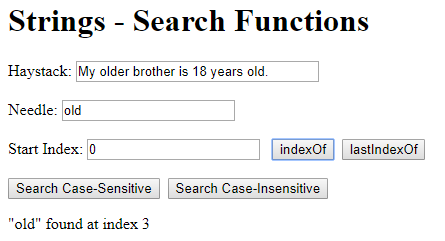 Strings - Search Functions
Haystack: My older brother is 18 years old.
Needle: old
Start Index: 0 indexOf lastIndexOf
Search Case-Sensitive Search Case-Insensitive
"old" found at index 3